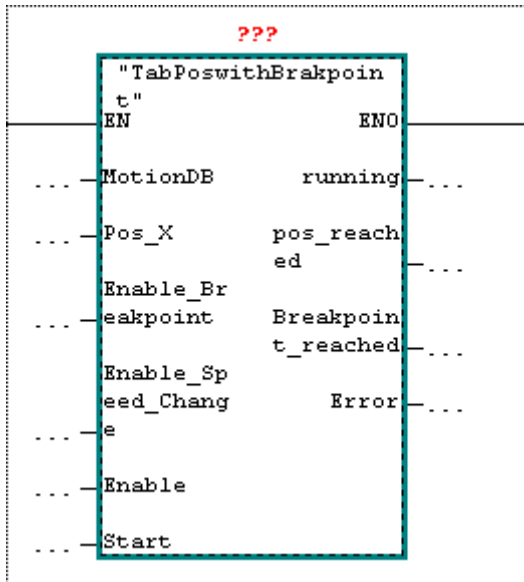 ???
"TabPoswithBrakpoin
t"
EN ENO
... MotionDB running ...
... Pos_X pos_reach
ed ...
Enable_Br
... eakpoint Breakpoin
t_reached ...
Enable_Sp
eed_Chang Error ...
... e
... Enable
... Start